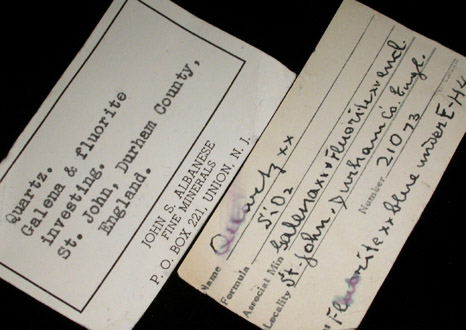 Quartz.
Galena & fluorite
investing.
St. John, Durham County,
England.
JOHN S. ALBANESE
FINE MINERALS
P. O. BOX 221, UNION, N. J.
Name Quartz xx
Formula SiO2
Associat Min Galena xx; Fluorite xx and
Locality St. John, Durham Co. Engl.
Number 21073
Fluorite xx blue under